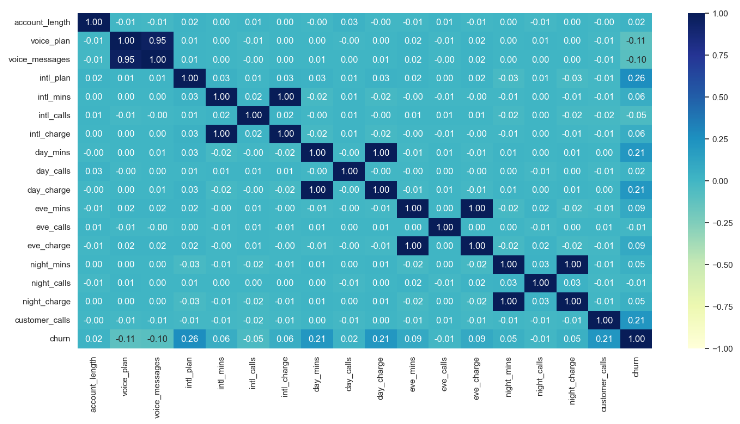 account_length 1.00 -0.01 -0.01 0.02 0.00 0.01 0.00 -0.00 0.03 -0.00 -0.01 0.01 -0.01 0.00 -0.01 0.00 -0.00 0.02
voice_plan -0.01 1.00 0.95 0.01 0.00 0.01 0.00 0.00 -0.00 0.00 0.02 -0.01 0.02 0.00 0.01 0.00 -0.01 -0.11
voice_messages -0.01 0.95 1.00 0.01 0.00 -0.00 0.00 0.01 -0.01 0.01 0.02 -0.00 0.02 0.00 0.01 0.00 -0.01 -0.10
intl_plan 0.02 0.01 0.01 1.00 0.03 0.01 0.03 0.03 0.01 0.03 0.02 0.00 0.02 -0.03 0.01 -0.03 -0.01 0.26
intl_mins 0.00 0.00 0.00 0.03 1.00 0.02 1.00 -0.02 0.01 -0.02 -0.00 -0.01 -0.00 -0.01 0.00 -0.01 -0.01 0.06
intl_calls 0.01 0.01 -0.00 0.01 0.02 1.00 0.02 -0.00 0.01 -0.00 0.01 0.01 0.01 -0.02 0.00 -0.02 -0.01 -0.05
intl_charge 0.00 0.00 0.00 0.03 1.00 0.02 1.00 -0.02 0.01 -0.02 -0.00 -0.01 -0.00 -0.01 0.00 -0.01 -0.01 0.06
day_mins -0.00 0.00 0.01 0.03 -0.02 -0.00 -0.02 1.00 -0.00 1.00 -0.01 0.01 -0.01 0.00 0.01 0.00 -0.01 0.21
day_calls 0.03 -0.00 -0.01 0.01 0.01 0.01 0.01 -0.00 1.00 -0.00 -0.00 0.01 -0.00 0.01 -0.01 0.01 -0.01 0.02
day_charge -0.00 0.00 0.01 0.03 -0.02 -0.00 -0.02 1.00 -0.00 1.00 -0.01 0.01 -0.01 0.00 0.01 0.00 -0.01 0.21
eve_mins -0.01 0.02 0.02 0.02 -0.00 0.01 -0.00 -0.01 -0.00 -0.01 1.00 -0.01 1.00 -0.02 0.02 -0.02 -0.01 0.09
eve_calls 0.01 -0.01 -0.00 0.00 -0.01 0.01 -0.01 0.01 0.01 0.01 -0.01 1.00 -0.01 -0.00 0.01 -0.00 0.01 -0.01
eve_charge -0.01 0.02 0.02 0.02 -0.00 0.01 -0.00 -0.01 -0.00 -0.01 1.00 -0.01 1.00 -0.02 0.02 -0.02 -0.01 0.09
night_mins 0.00 0.00 0.00 -0.03 -0.01 -0.02 -0.01 0.00 0.01 0.00 -0.02 -0.00 -0.02 1.00 0.03 1.00 -0.01 0.05
night_calls -0.01 0.01 0.01 0.01 0.00 0.00 0.00 0.01 -0.01 0.01 0.02 0.01 0.02 0.03 1.00 0.03 -0.01 -0.01
night_charge 0.00 0.00 0.00 -0.03 -0.01 -0.02 -0.01 0.00 0.01 0.00 -0.02 -0.00 -0.02 1.00 0.03 1.00 -0.01 0.05
customer_calls -0.00 -0.01 -0.01 -0.01 -0.01 -0.01 -0.01 -0.01 -0.01 -0.01 -0.01 0.01 -0.01 -0.01 -0.01 -0.01 1.00 0.21
churn 0.02 -0.11 -0.10 0.26 0.06 -0.05 0.06 0.21 0.02 0.21 0.09 -0.01 0.09 0.05 -0.01 0.05 0.21 1.00
account_length voice_plan voice_messages intl_plan intl_mins intl_calls intl_charge day_mins day_calls day_charge eve_mins eve_calls eve_charge night_mins night_calls night_charge customer_calls churn
1.00
0.75
0.50
0.25
0.00
-0.25
-0.50
-0.75
-1.00